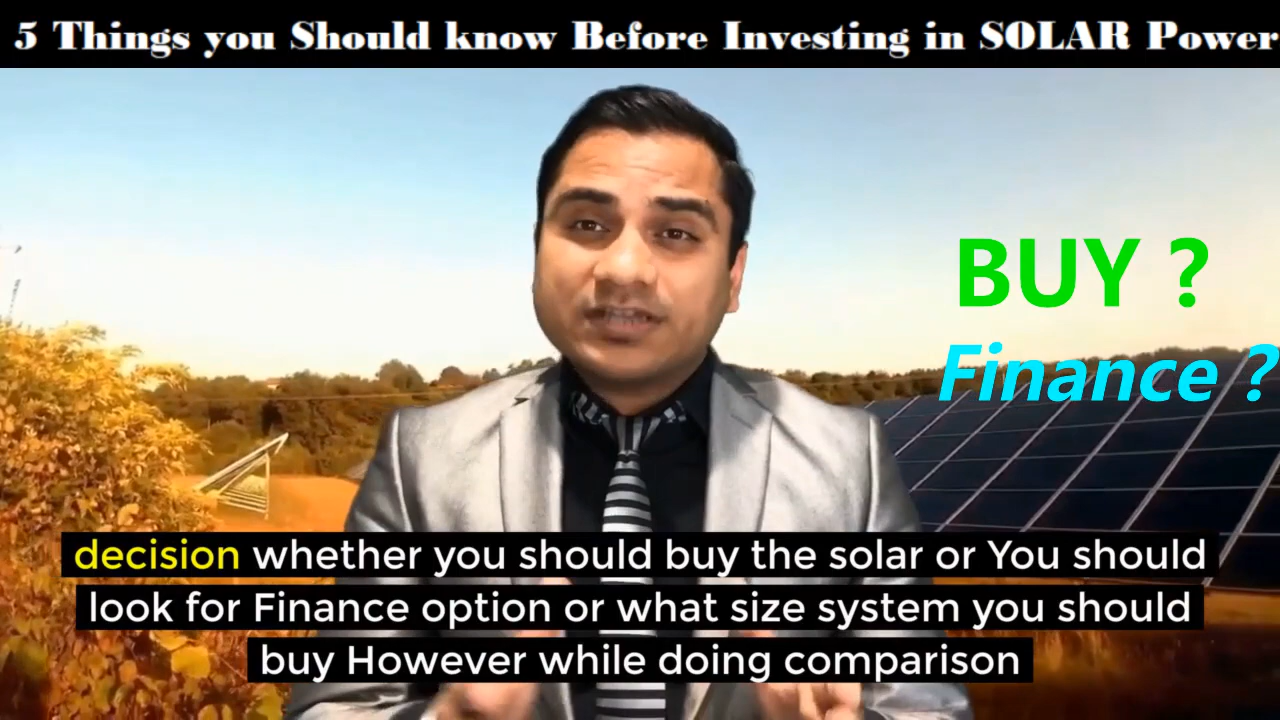 5 Things you Should know Before Investing in SOLAR Power
BUY ?
Finance ?
decision whether you should buy the solar or You should
look for Finance option or what size system you should
buy However while doing comparison